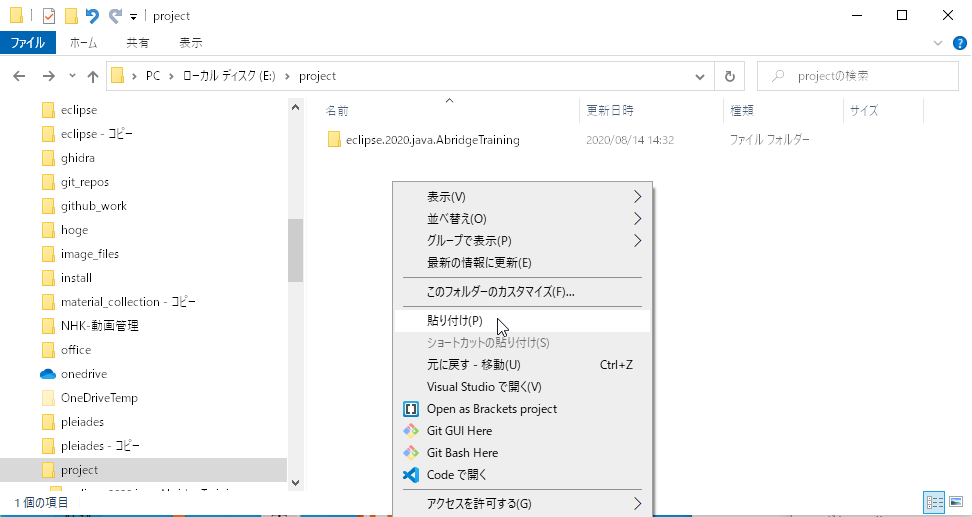 project
ファイル ホーム 共有 表示
PC ローカル ディスク (E:) project
projectの検索
eclipse
eclipse - コピー
ghidra
git_repos
github_work
hoge
image_files
install
material_collection - コピー
NHK-動画管理
office
onedrive
OneDriveTemp
pleiades
pleiades - コピー
project
名前 更新日時 種類 サイズ
eclipse.2020.java.AbridgeTraining 2020/08/14 14:32 ファイル フォルダー
表示(V)
並べ替え(O)
グループで表示(P)
最新の情報に更新(E)
このフォルダーのカスタマイズ(F)...
貼り付け(P)
ショートカットの貼り付け(S)
元に戻す - 移動(U) Ctrl+Z
Visual Studio で開く(V)
Open as Brackets project
Git GUI Here
Git Bash Here
Code で開く
アクセスを許可する(G)
1 個の項目